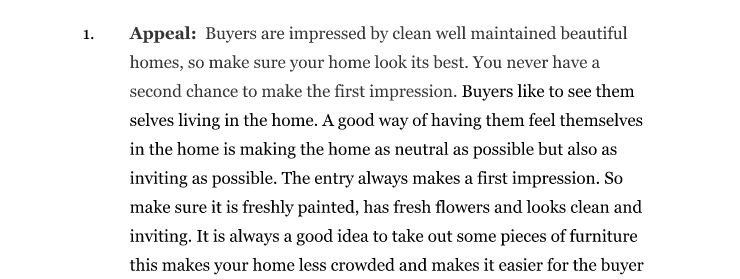 1. Appeal: Buyers are impressed by clean well maintained beautiful
homes, so make sure your home look its best. You never have a
second chance to make the first impression. Buyers like to see them
selves living in the home. A good way of having them feel themselves
in the home is making the home as neutral as possible but also as
inviting as possible. The entry always makes a first impression. So
make sure it is freshly painted, has fresh flowers and looks clean and
inviting. It is always a good idea to take out some pieces of furniture
this makes your home less crowded and makes it easier for the buyer